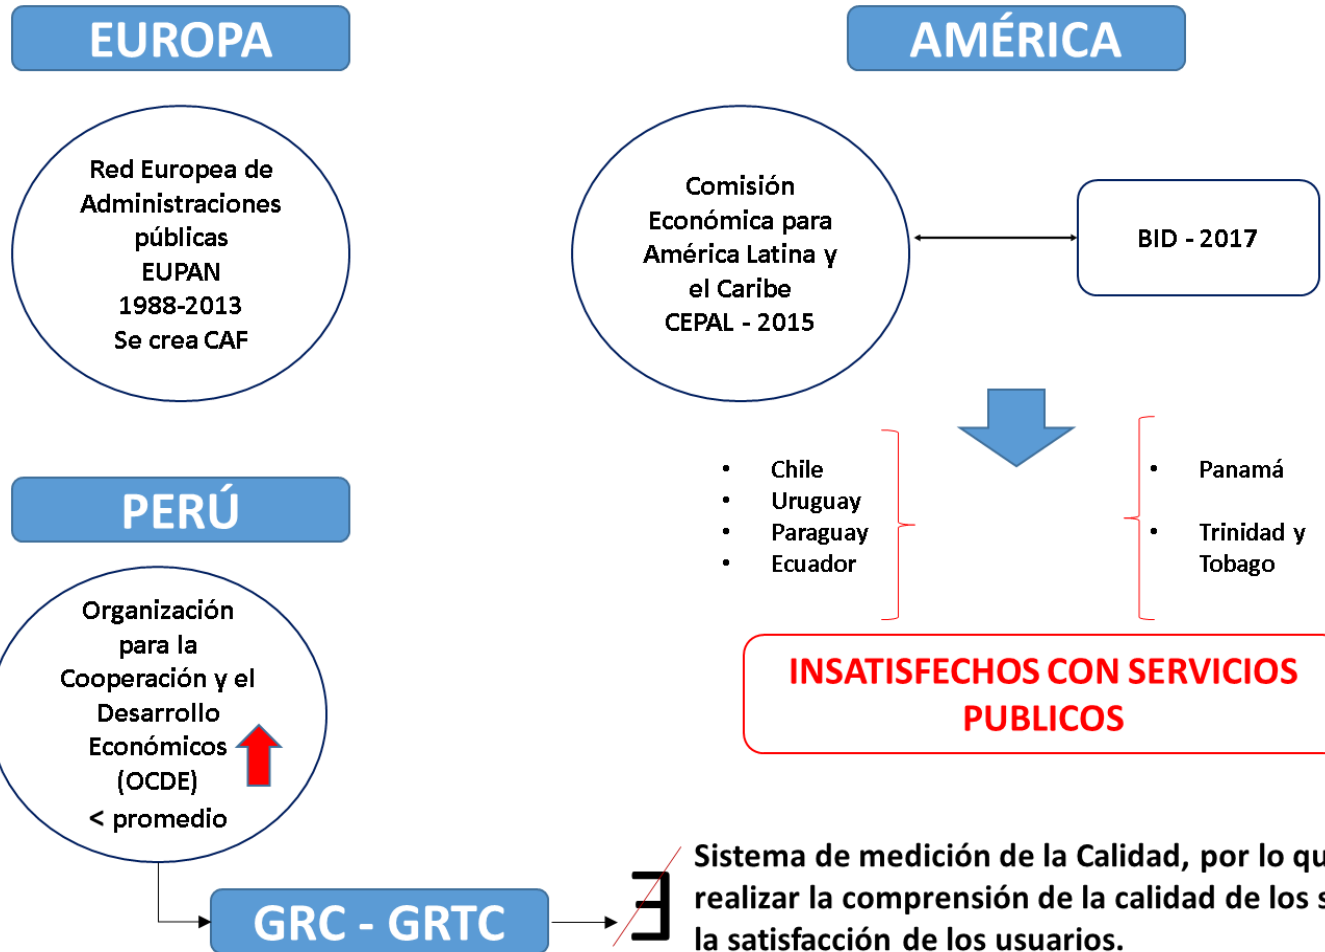 EUROPA
Red Europea de
Administraciones
públicas
EUPAN
1988-2013
Se crea CAF
AMÉRICA
Comisión
Económica para
América Latina y
el Caribe
CEPAL - 2015
BID - 2017
• Chile
• Uruguay
• Paraguay
• Ecuador
• Panamá
• Trinidad y
Tobago
INSATISFECHOS CON SERVICIOS
PUBLICOS
PERÚ
Organización
para la
Cooperación y el
Desarrollo
Económicos
(OCDE)
< promedio
GRC - GRTC
∃
Sistema de medición de la Calidad, por lo
realizar la comprensión de la calidad de los
la satisfacción de los usuarios.